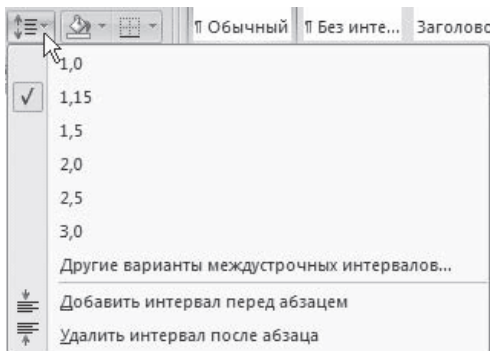 ¶ Обычный ¶ Без инте... Заголово
1,0
1,15
1,5
2,0
2,5
3,0
Другие варианты междустрочных интервалов...
Добавить интервал перед абзацем
Удалить интервал после абзаца